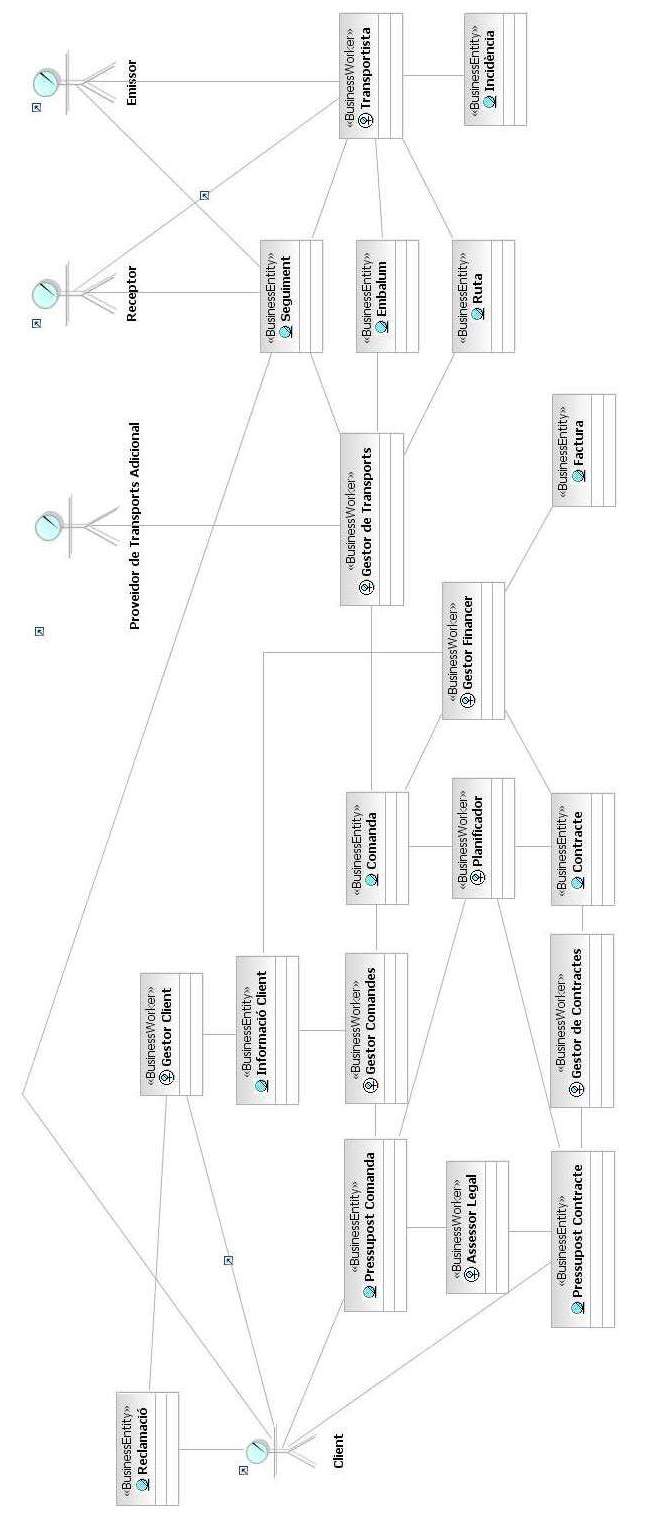 «BusinessEntity»
Reclamació
Client
«BusinessWorker»
Gestor Client
«BusinessEntity»
Informació Client
«BusinessEntity»
Pressupost Comanda
«BusinessWorker»
Gestor Comandes
«BusinessEntity»
Comanda
«BusinessWorker»
Assessor Legal
«BusinessWorker»
Planificador
«BusinessEntity»
Pressupost Contracte
«BusinessWorker»
Gestor de Contractes
«BusinessEntity»
Contracte
«BusinessWorker»
Gestor Financer
«BusinessEntity»
Factura
Proveidor de Transports Adicional
«BusinessWorker»
Gestor de Transports
Receptor
«BusinessEntity»
Seguiment
«BusinessEntity»
Embalum
«BusinessEntity»
Ruta
Emissor
«BusinessWorker»
Transportista
«BusinessEntity»
Incidència